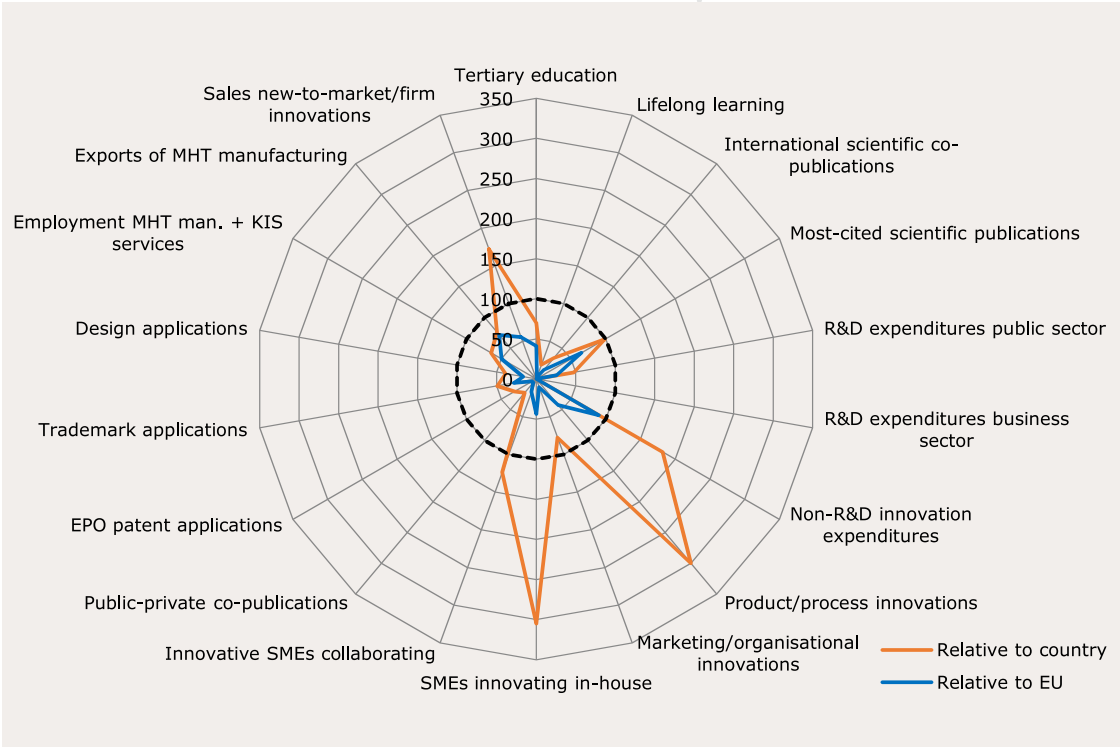 Tertiary education
Lifelong learning
International scientific co-
publications
Most-cited scientific publications
R&D expenditures public sector
R&D expenditures business
sector
Non-R&D innovation
expenditures
Product/process innovations
Marketing/organisational
innovations
SMEs innovating in-house
Innovative SMEs collaborating
Public-private co-publications
EPO patent applications
Trademark applications
Design applications
Employment MHT man. + KIS
services
Exports of MHT manufacturing
Sales new-to-market/firm
innovations
350
300
250
200
150
100
50
0
Relative to country
Relative to EU